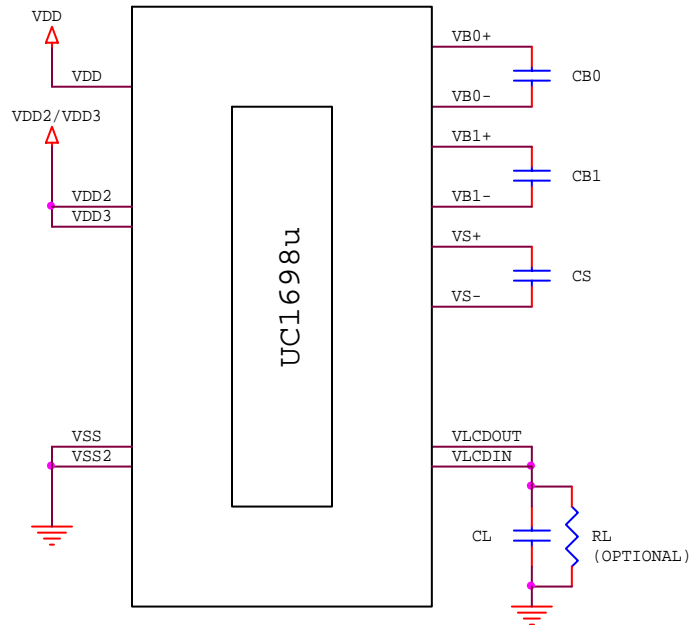 VDD
VDD
VDD2/VDD3
VDD2
VDD3
VSS
VSS2
UC1698u
VB0+
VB0-
CB0
VB1+
VB1-
CB1
VS+
VS-
CS
VLCDOUT
VLCDIN
CL
RL
(OPTIONAL)